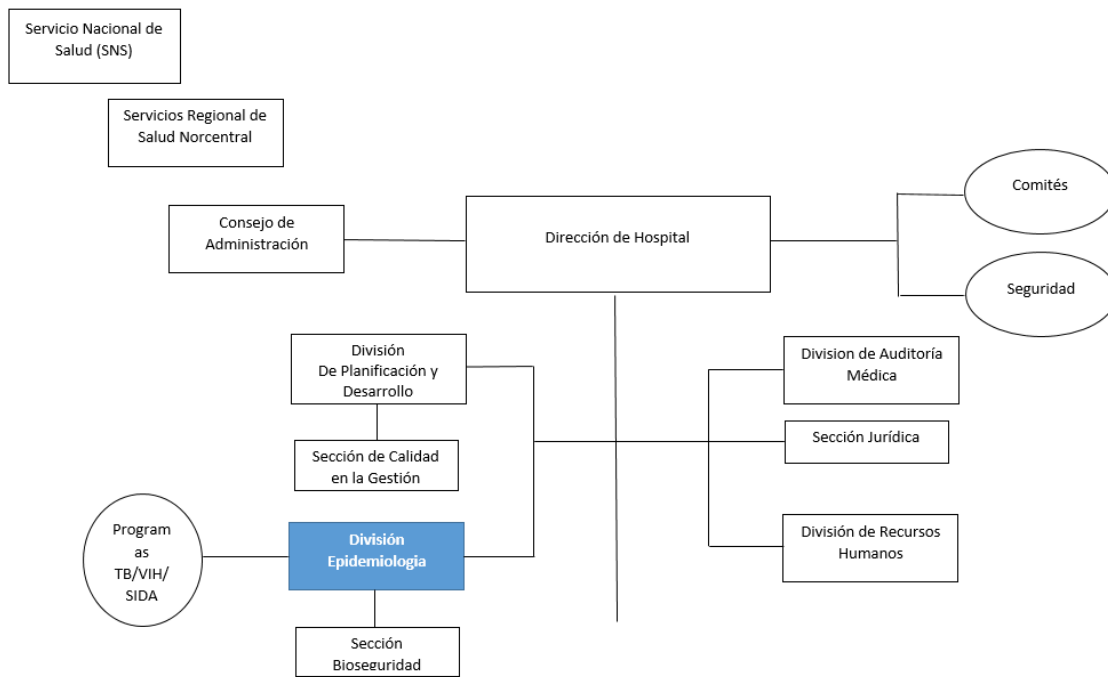 Servicio Nacional de
Salud (SNS)
Servicios Regional de
Salud Norcentral
Comités
Consejo de
Administración
Dirección de Hospital
Seguridad
División
De Planificación y
Desarrollo
Division de Auditoría
Médica
Sección Jurídica
Sección de Calidad
en la Gestión
Program
as
TB/VIH/
SIDA
División
Epidemiologia
División de Recursos
Humanos
Sección
Bioseguridad